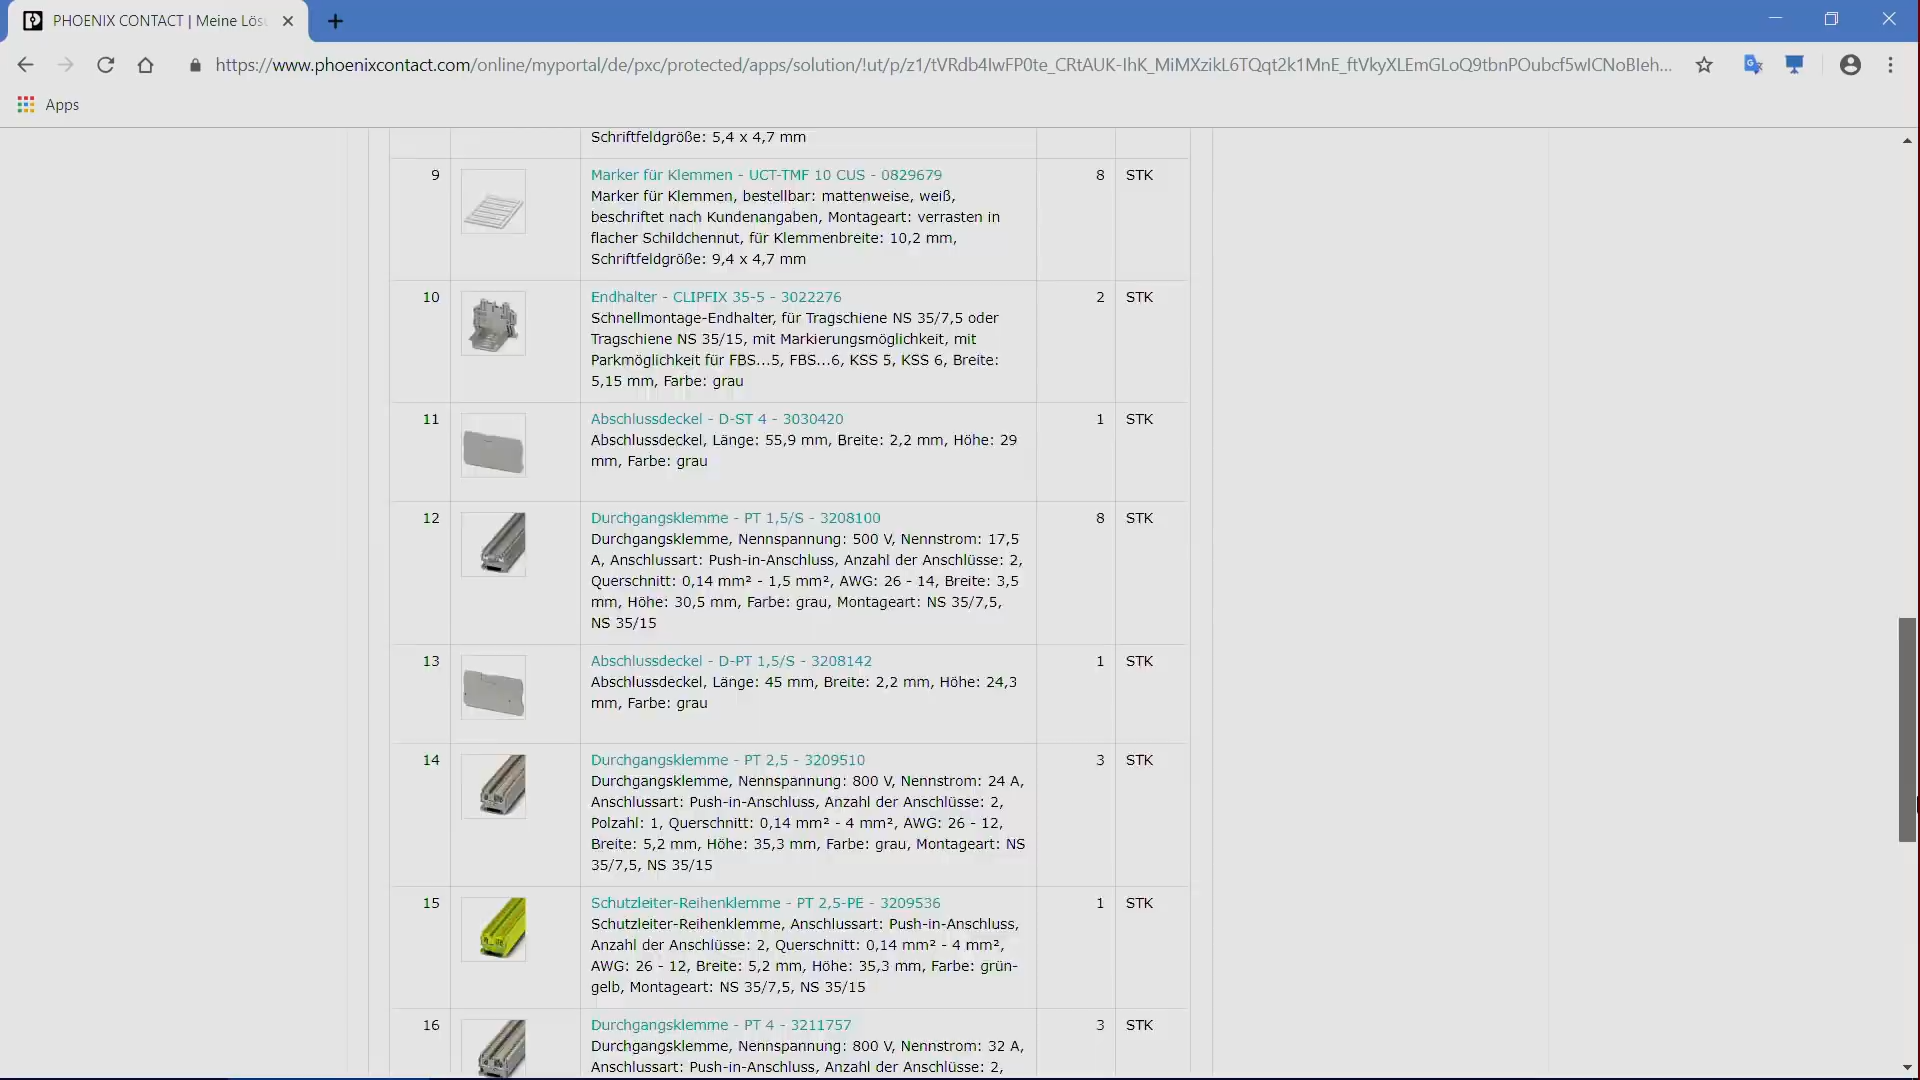 PHOENIX CONTACT | Meine Lös
https://www.phoenixcontact.com/online/myportal/de/pxc/protected/apps/solution/!ut/p/z1/tVRdb4IwFP0te_CRtAUK-IhK_MiMXzikL6TQqt2k1MnE_ftVkyXLEmGLoQ9tbnPOubcf5wICNoBIeh...
Apps
Schriftfeldgröße: 5,4 x 4,7 mm
9 Marker für Klemmen - UCT-TMF 10 CUS - 0829679 8 STK
Marker für Klemmen, bestellbar: mattenweise, weiß,
beschriftet nach Kundenangaben, Montageart: verrasten in
flacher Schildchennut, für Klemmenbreite: 10,2 mm,
Schriftfeldgröße: 9,4 x 4,7 mm
10 Endhalter - CLIPFIX 35-5 - 3022276 2 STK
Schnellmontage-Endhalter, für Tragschiene NS 35/7,5 oder
Tragschiene NS 35/15, mit Markierungsmöglichkeit, mit
Parkmöglichkeit für FBS...5, FBS...6, KSS 5, KSS 6, Breite:
5,15 mm, Farbe: grau
11 Abschlussdeckel - D-ST 4 - 3030420 1 STK
Abschlussdeckel, Länge: 55,9 mm, Breite: 2,2 mm, Höhe: 29
mm, Farbe: grau
12 Durchgangsklemme - PT 1,5/S - 3208100 8 STK
Durchgangsklemme, Nennspannung: 500 V, Nennstrom: 17,5
A, Anschlussart: Push-in-Anschluss, Anzahl der Anschlüsse: 2,
Querschnitt: 0,14 mm² - 1,5 mm², AWG: 26 - 14, Breite: 3,5
mm, Höhe: 30,5 mm, Farbe: grau, Montageart: NS 35/7,5,
NS 35/15
13 Abschlussdeckel - D-PT 1,5/S - 3208142 1 STK
Abschlussdeckel, Länge: 45 mm, Breite: 2,2 mm, Höhe: 24,3
mm, Farbe: grau
14 Durchgangsklemme - PT 2,5 - 3209510 3 STK
Durchgangsklemme, Nennspannung: 800 V, Nennstrom: 24 A,
Anschlussart: Push-in-Anschluss, Anzahl der Anschlüsse: 2,
Polzahl: 1, Querschnitt: 0,14 mm² - 4 mm², AWG: 26 - 12,
Breite: 5,2 mm, Höhe: 35,3 mm, Farbe: grau, Montageart: NS
35/7,5, NS 35/15
15 Schutzleiter-Reihenklemme - PT 2,5-PE - 3209536 1 STK
Schutzleiter-Reihenklemme, Anschlussart: Push-in-Anschluss,
Anzahl der Anschlüsse: 2, Querschnitt: 0,14 mm² - 4 mm²,
AWG: 26 - 12, Breite: 5,2 mm, Höhe: 35,3 mm, Farbe: grün-
gelb, Montageart: NS 35/7,5, NS 35/15
16 Durchgangsklemme - PT 4 - 3211757 3 STK
Durchgangsklemme, Nennspannung: 800 V, Nennstrom: 32 A,
Anschlussart: Push-in-Anschluss, Anzahl der Anschlüsse: 2,